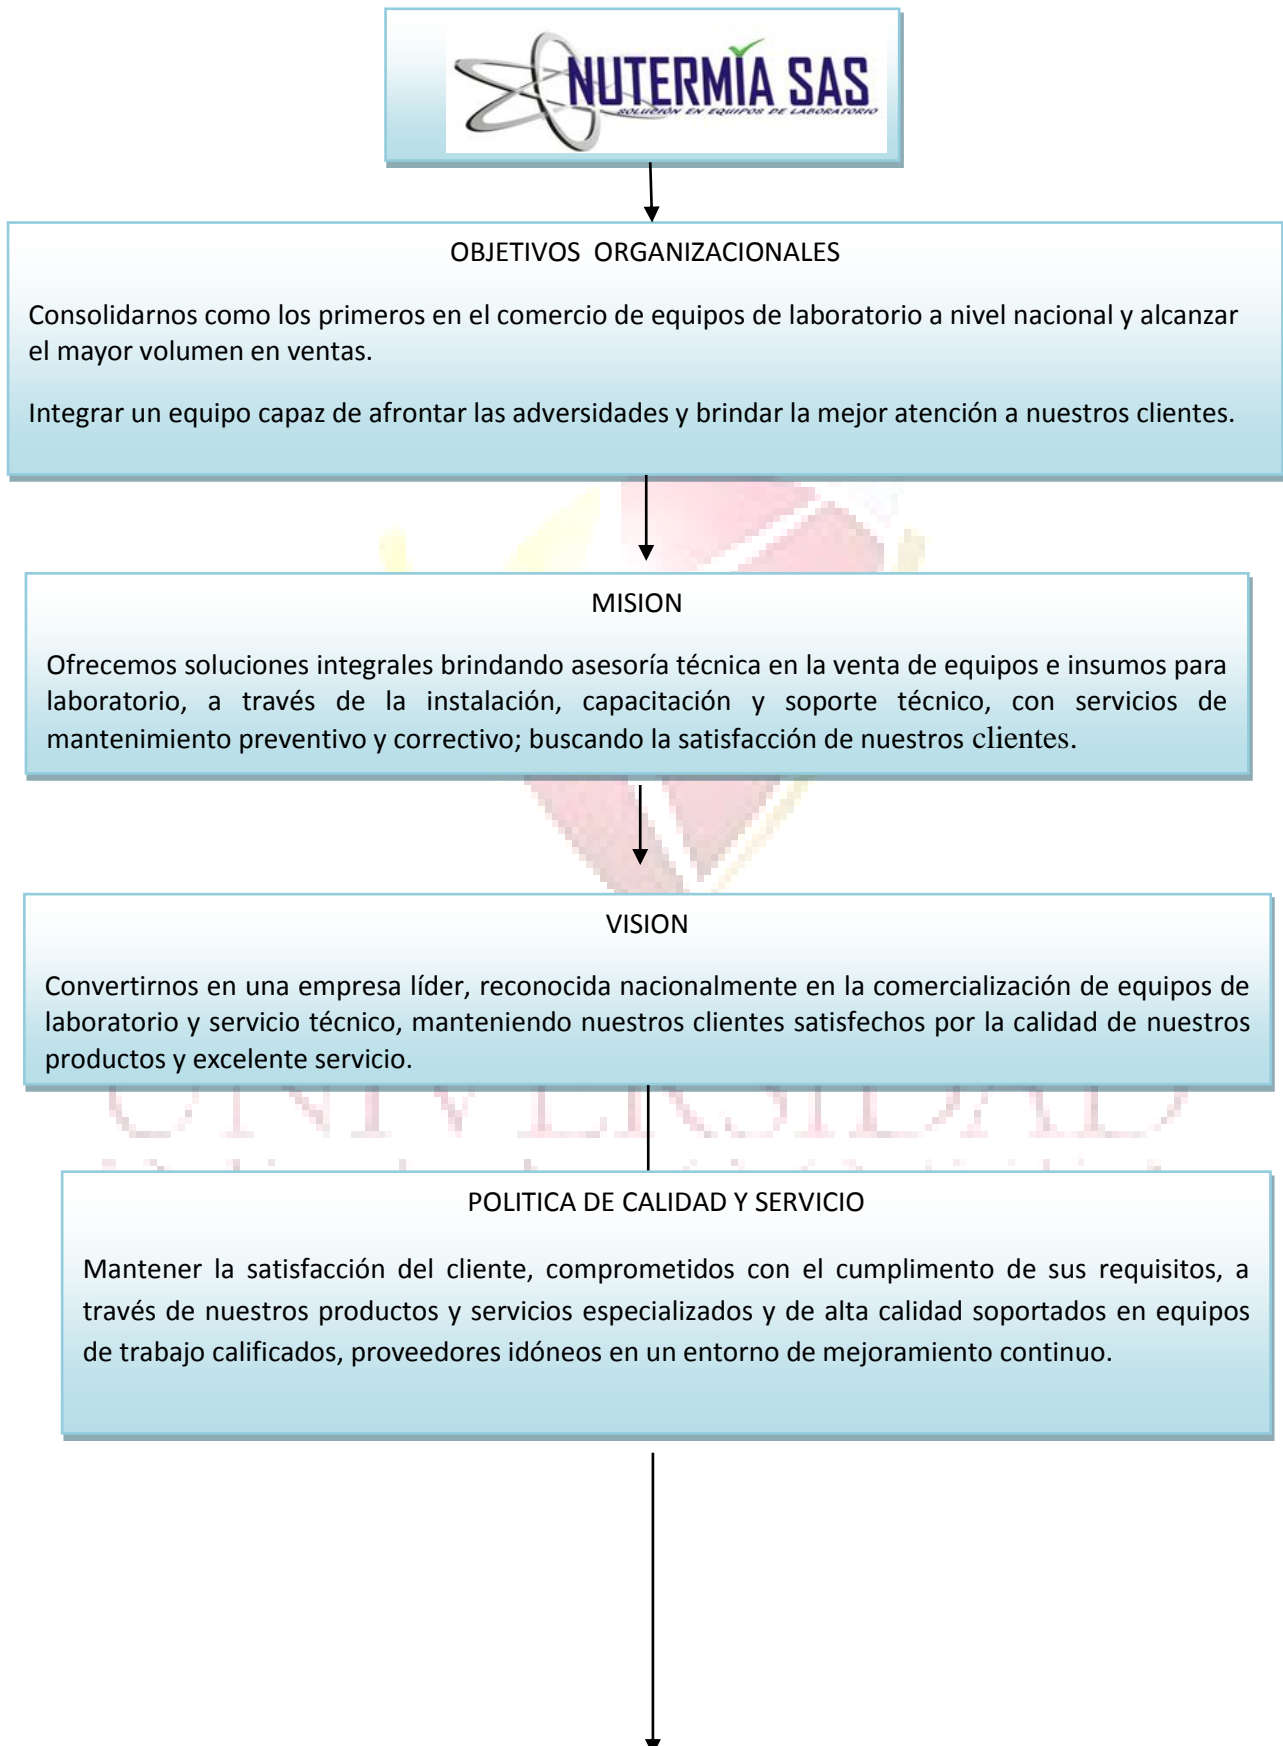 NUTERMÍA SAS
SOLUCIÓN EN EQUIPOS DE LABORATORIO
OBJETIVOS ORGANIZACIONALES
Consolidarnos como los primeros en el comercio de equipos de laboratorio a nivel nacional y alcanzar
el mayor volumen en ventas.
Integrar un equipo capaz de afrontar las adversidades y brindar la mejor atención a nuestros clientes.
MISION
Ofrecemos soluciones integrales brindando asesoría técnica en la venta de equipos e insumos para
laboratorio, a través de la instalación, capacitación y soporte técnico, con servicios de
mantenimiento preventivo y correctivo; buscando la satisfacción de nuestros clientes.
VISION
Convertirnos en una empresa líder, reconocida nacionalmente en la comercialización de equipos de
laboratorio y servicio técnico, manteniendo nuestros clientes satisfechos por la calidad de nuestros
productos y excelente servicio.
UNIVERSIDAD
POLITICA DE CALIDAD Y SERVICIO
Mantener la satisfacción del cliente, comprometidos con el cumplimento de sus requisitos, a
través de nuestros productos y servicios especializados y de alta calidad soportados en equipos
de trabajo calificados, proveedores idóneos en un entorno de mejoramiento continuo.